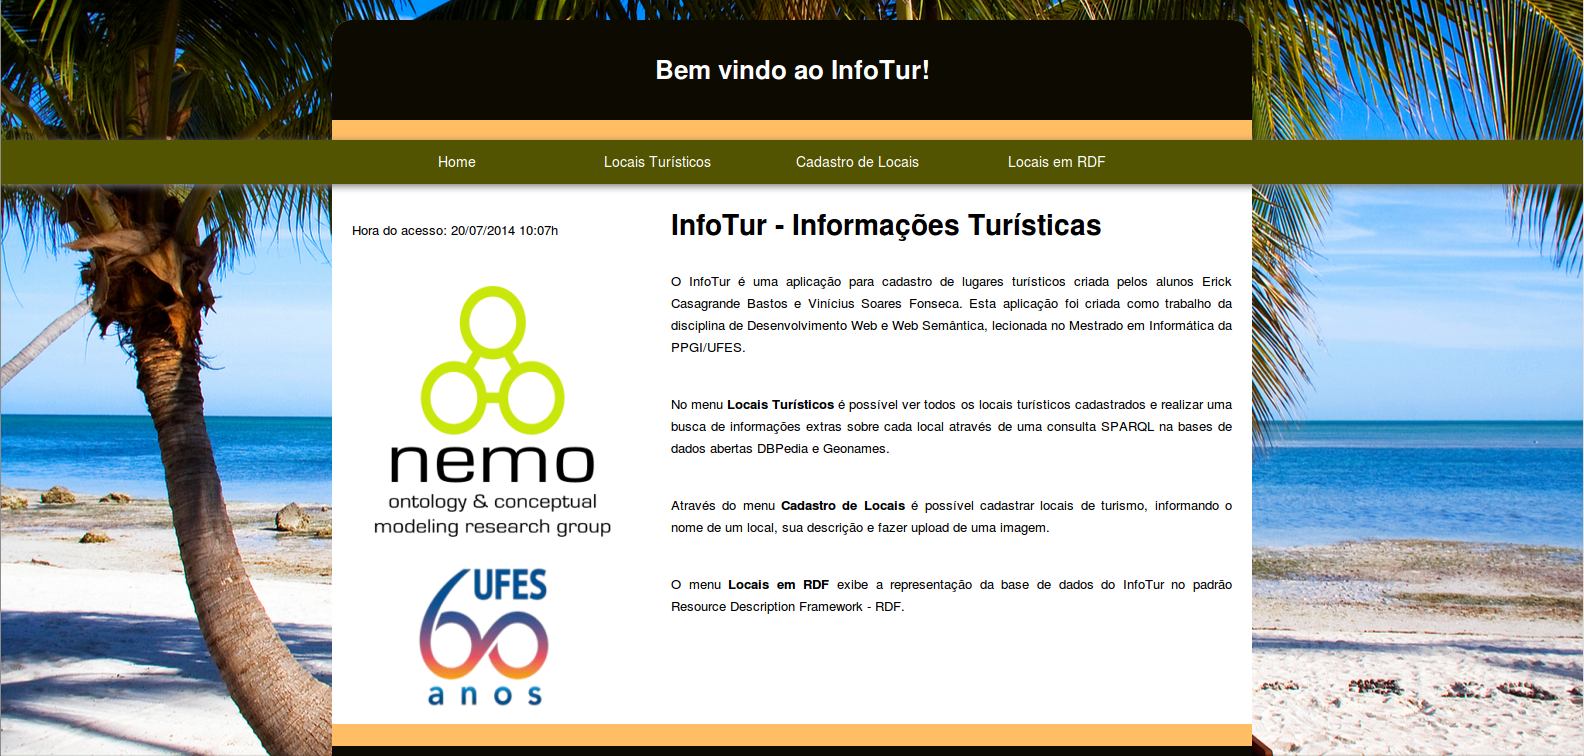 Bem vindo ao InfoTur!
Home
Locais Turísticos
Cadastro de Locais
Locais em RDF
Hora do acesso: 20/07/2014 10:07h
nemo
ontology & conceptual
modeling research group
UFES
60
anos
InfoTur - Informações Turísticas
O InfoTur é uma aplicação para cadastro de lugares turísticos criada pelos alunos Erick
Casagrande Bastos e Vinícius Soares Fonseca. Esta aplicação foi criada como trabalho da
disciplina de Desenvolvimento Web e Web Semântica, lecionada no Mestrado em Informática da
PPGI/UFES.
No menu Locais Turísticos é possível ver todos os locais turísticos cadastrados e realizar uma
busca de informações extras sobre cada local através de uma consulta SPARQL na bases de
dados abertas DBPedia e Geonames.
Através do menu Cadastro de Locais é possível cadastrar locais de turismo, informando o
nome de um local, sua descrição e fazer upload de uma imagem.
O menu Locais em RDF exibe a representação da base de dados do InfoTur no padrão
Resource Description Framework - RDF.